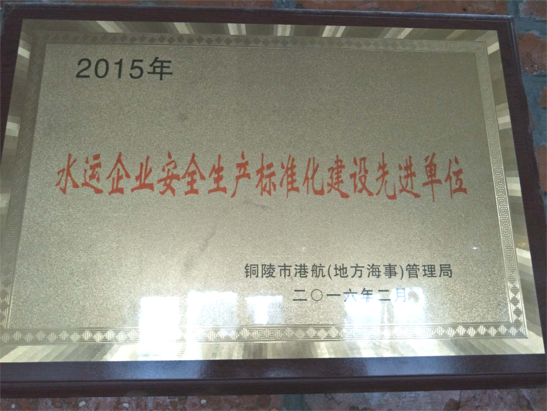 2015年
水运企业安全生产标准化建设先进单位
铜陵市港航(地方海事)管理局
二〇一六年二月